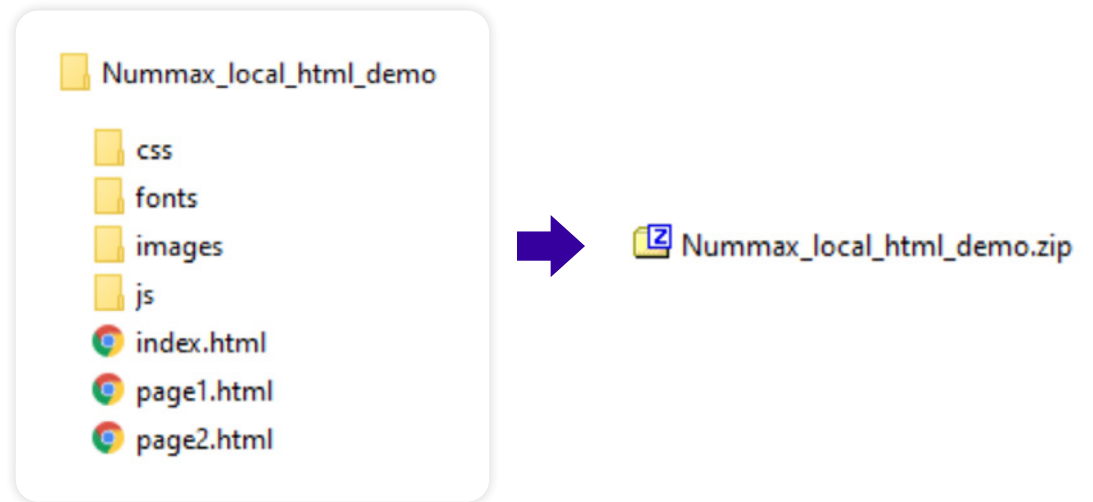 Nummax_local_html_demo
css
fonts
images
js
index.html
page1.html
page2.html
Z
Nummax_local_html_demo.zip